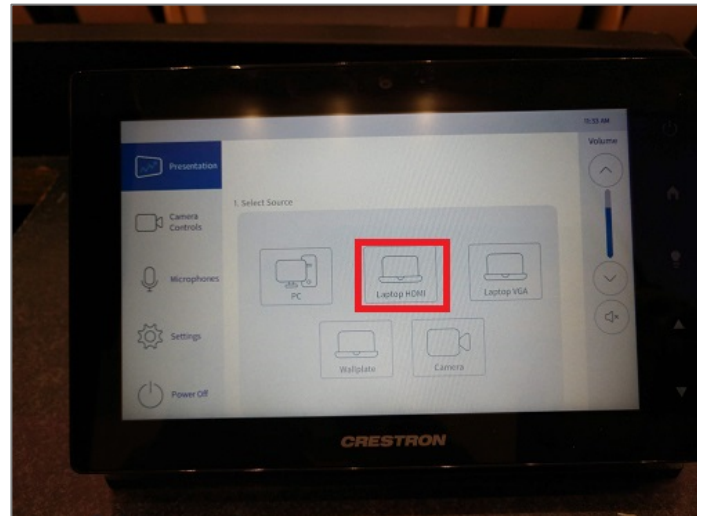 11:33 AM
Presentation
Volume
1. Select Source
Camera
Controls
PC
Laptop HDMI
Laptop VGA
Microphones
Settings
Wallplate
Camera
Power Off
CRESTRON